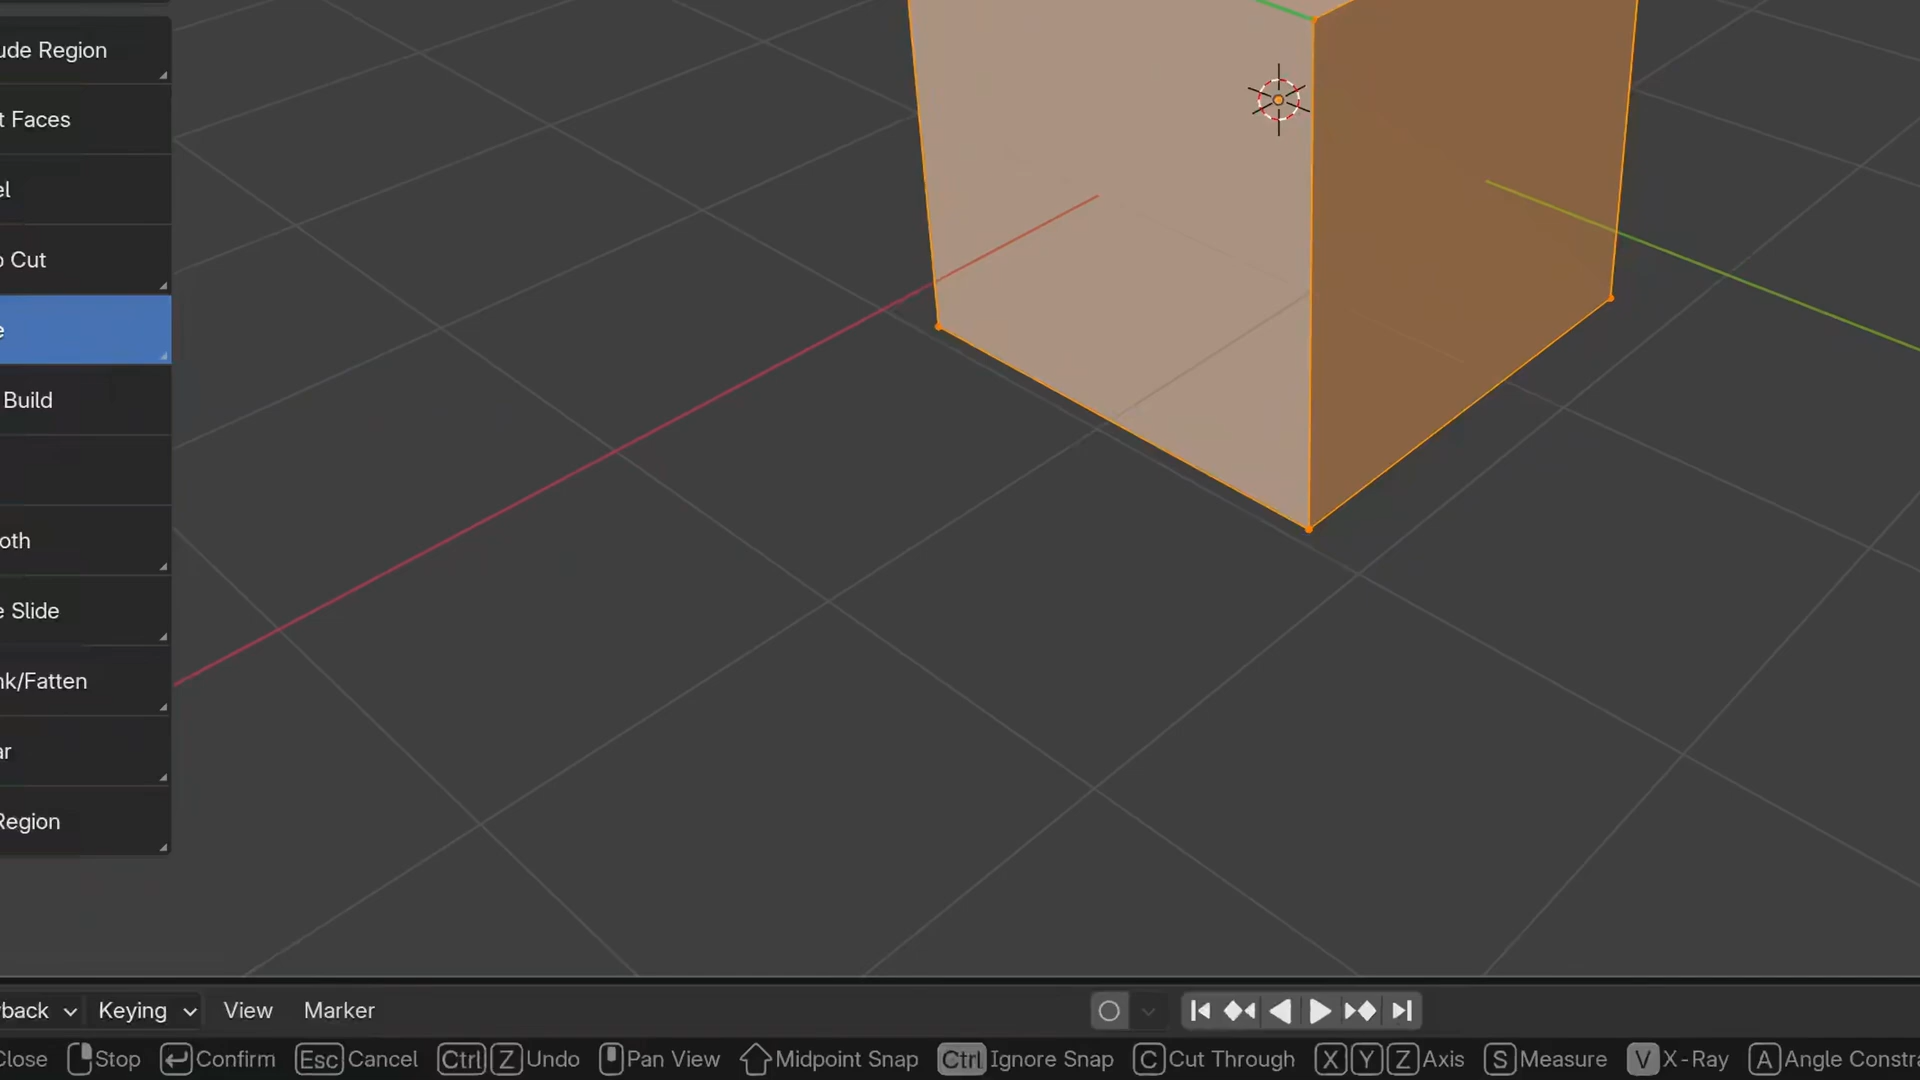 ude Region
t Faces
el
o Cut
e
Build
oth
e Slide
nk/Fatten
ar
Region
yback Keying View Marker
Close Stop Confirm Esc Cancel Ctrl Z Undo Pan View Midpoint Snap Ctrl Ignore Snap C Cut Through X Y Z Axis S Measure V X-Ray A Angle Constra